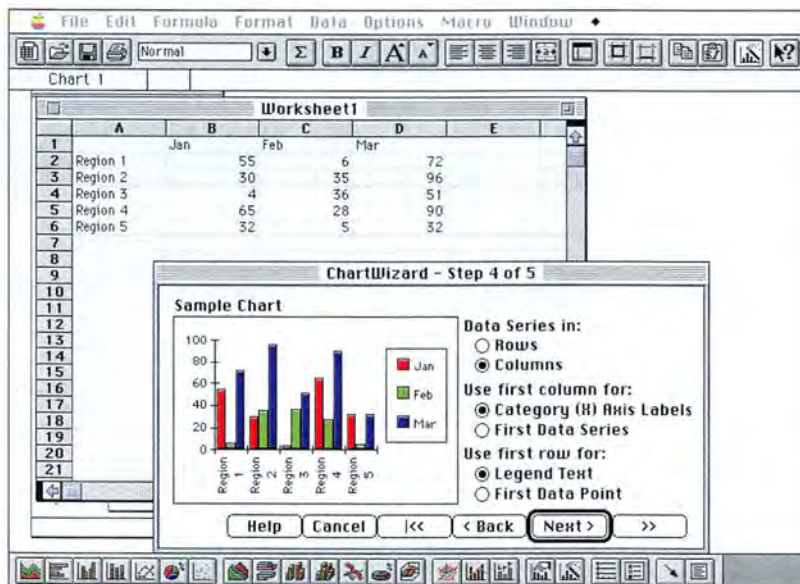 File Edit Formula Format Data Options Macro Window
Normal Σ B I A A ?
Chart 1
Worksheet1
A B C D E
1 Jan Feb Mar
2 Region 1 55 6 72
3 Region 2 30 35 96
4 Region 3 4 36 51
5 Region 4 65 28 90
6 Region 5 32 5 32
7
8
9
10
11
12
13
14
15
16
17
18
19
20
21
ChartWizard - Step 4 of 5
Sample Chart
100
80
60
40
20
0
Region 1
Region 2
Region 3
Region 4
Region 5
Jan
Feb
Mar
Data Series in:
Rows
Columns
Use first column for:
Category (X) Axis Labels
First Data Series
Use first row for:
Legend Text
First Data Point
Help Cancel |<< < Back Next > >>